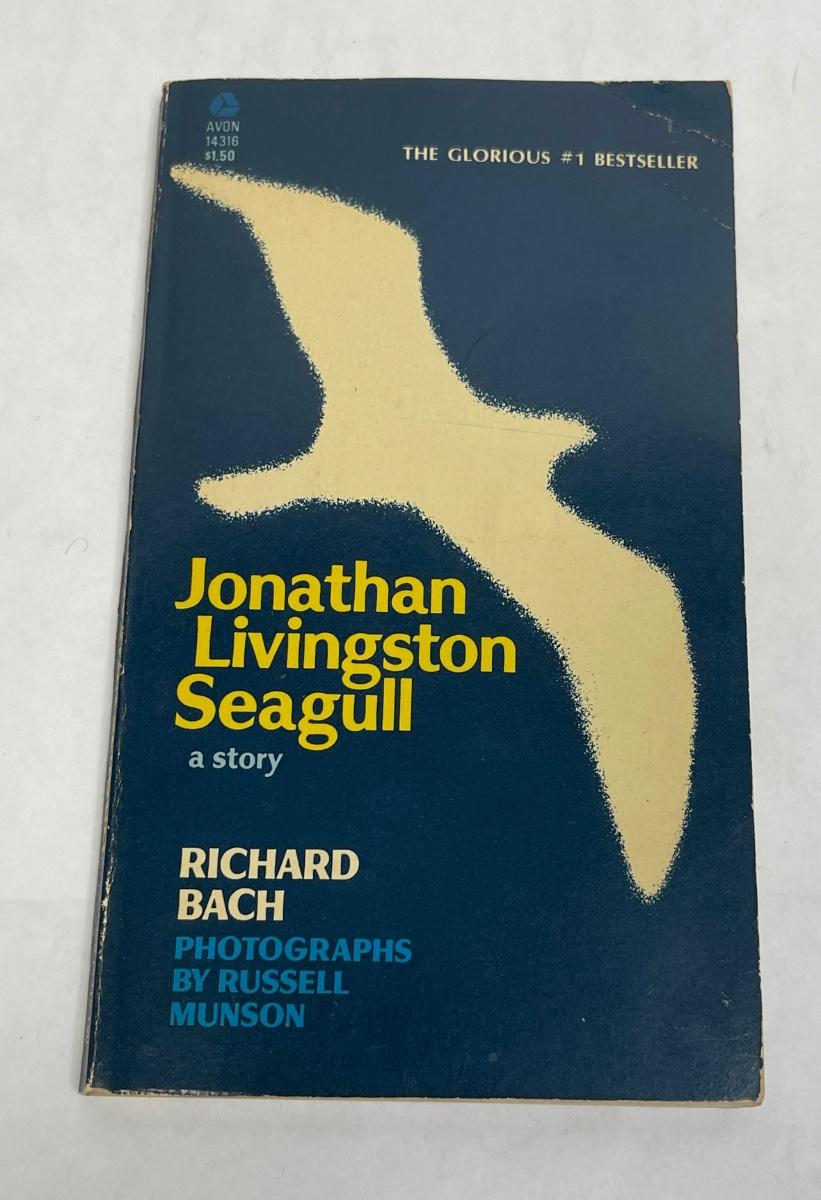 AVON
14316
$1.50
THE GLORIOUS #1 BESTSELLER
Jonathan
Livingston
Seagull
a story
RICHARD
BACH
PHOTOGRAPHS
BY RUSSELL
MUNSON